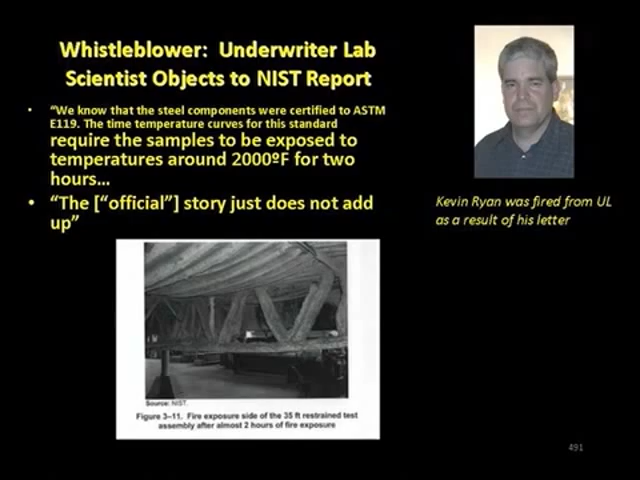 Whistleblower: Underwriter Lab
Scientist Objects to NIST Report
• “We know that the steel components were certified to ASTM
E119. The time temperature curves for this standard
require the samples to be exposed to
temperatures around 2000ºF for two
hours...
• “The [“official”] story just does not add
up”
Kevin Ryan was fired from UL
as a result of his letter
Source: NIST.
Figure 3–11. Fire exposure side of the 35 ft restrained test
assembly after almost 2 hours of fire exposure
491